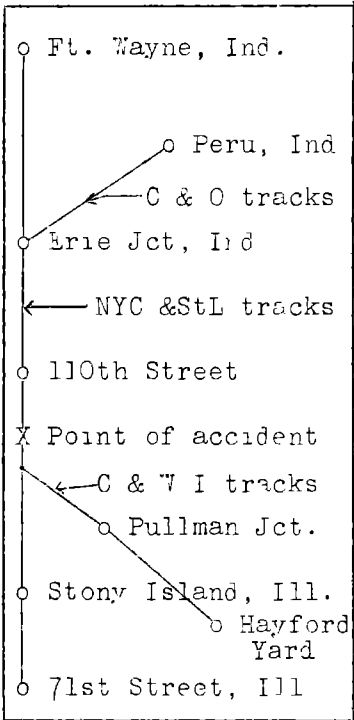 Ft. Wayne, Ind.
Peru, Ind
C & O tracks
Erie Jct, Ind
NYC &StL tracks
110th Street
X Point of accident
C & W I tracks
Pullman Jct.
Stony Island, Ill.
Hayford
Yard
71st Street, Ill